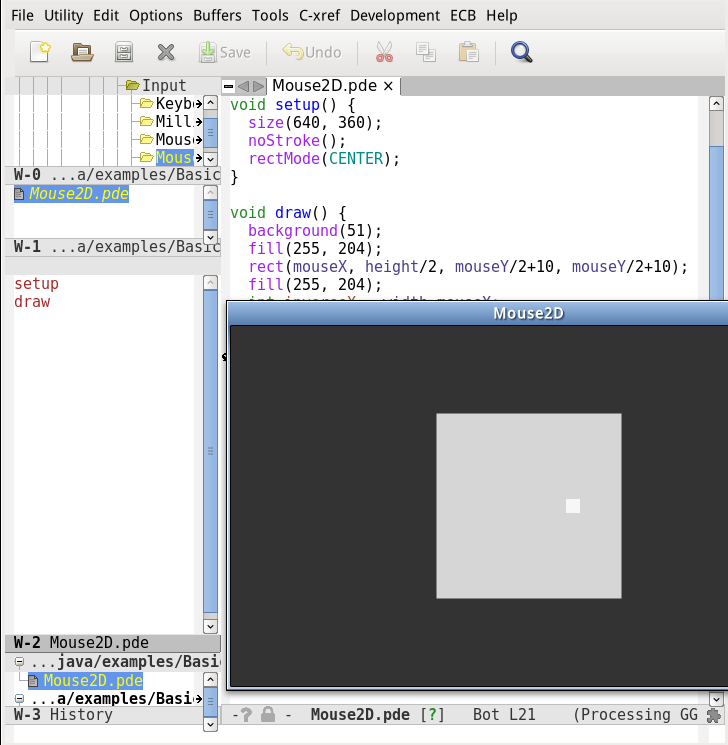 File Utility Edit Options Buffers Tools C-xref Development ECB Help
Save Undo
Input
Keyb
Mill
Mous
Mous
W-0 ...a/examples/Basic
Mouse2D.pde
W-1 ...a/examples/Basic
setup
draw
W-2 Mouse2D.pde
...java/examples/Basi
Mouse2D.pde
...a/examples/Basi
W-3 History
Mouse2D.pde ×
void setup() {
size(640, 360);
noStroke();
rectMode(CENTER);
}
void draw() {
background(51);
fill(255, 204);
rect(mouseX, height/2, mouseY/2+10, mouseY/2+10);
fill(255, 204);
Mouse2D
-? - Mouse2D.pde [?] Bot L21 (Processing GG